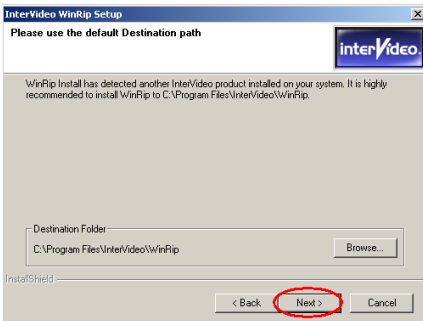 InterVideo WinRip Setup
Please use the default Destination path
interVideo.
WinRip Install has detected another InterVideo product installed on your system. It is highly
recommended to install WinRip to C:\Program Files\InterVideo\WinRip.
Destination Folder
C:\Program Files\InterVideo\WinRip
Browse...
InstallShield
< Back Next > Cancel